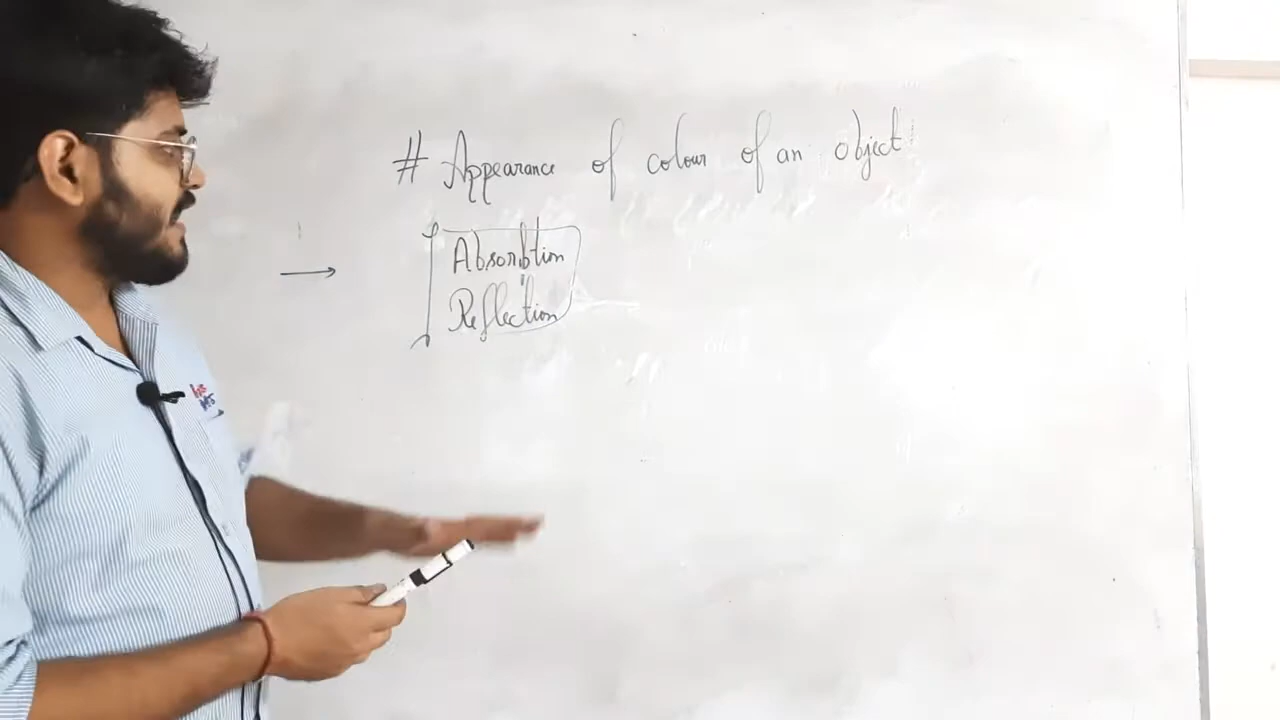 # Appearance of colour of an object
→ Absorbtion
Reflection